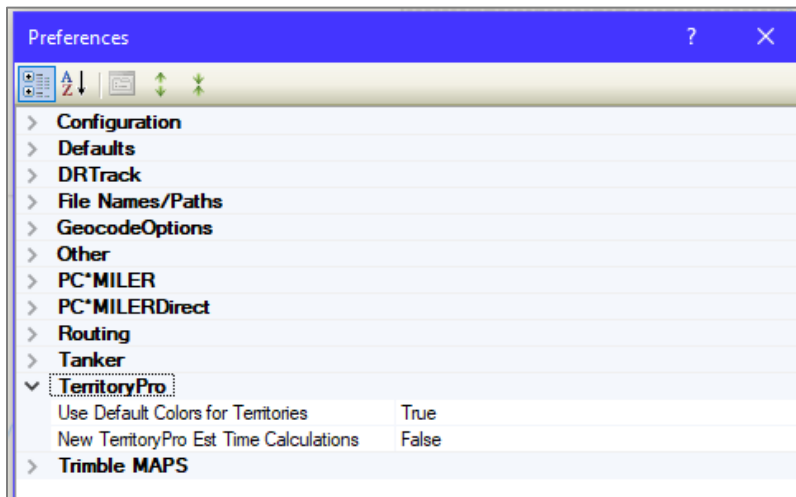 Preferences ?
A Z
Configuration
Defaults
DRTrack
File Names/Paths
GeocodeOptions
Other
PC*MILER
PC*MILERDirect
Routing
Tanker
TerritoryPro
Use Default Colors for Territories True
New TerritoryPro Est Time Calculations False
Trimble MAPS